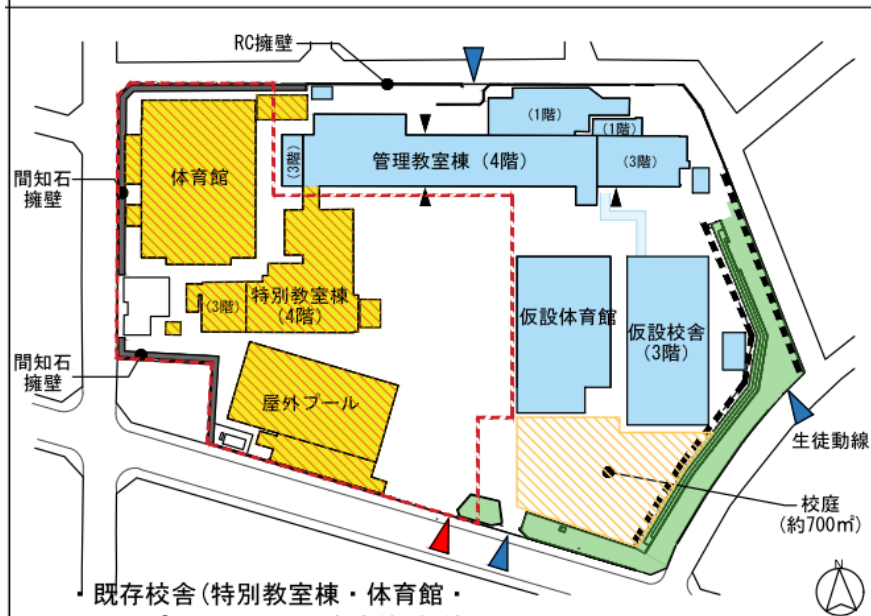 RC擁壁
(1階)
(1階)
管理教室棟(4階)
(3階)
(3階)
体育館
間知石
擁壁
特別教室棟
(4階)
(3階)
仮設体育館
仮設校舎
(3階)
間知石
擁壁
屋外プール
生徒動線
校庭
(約700㎡)
N
・既存校舎(特別教室棟・体育館・